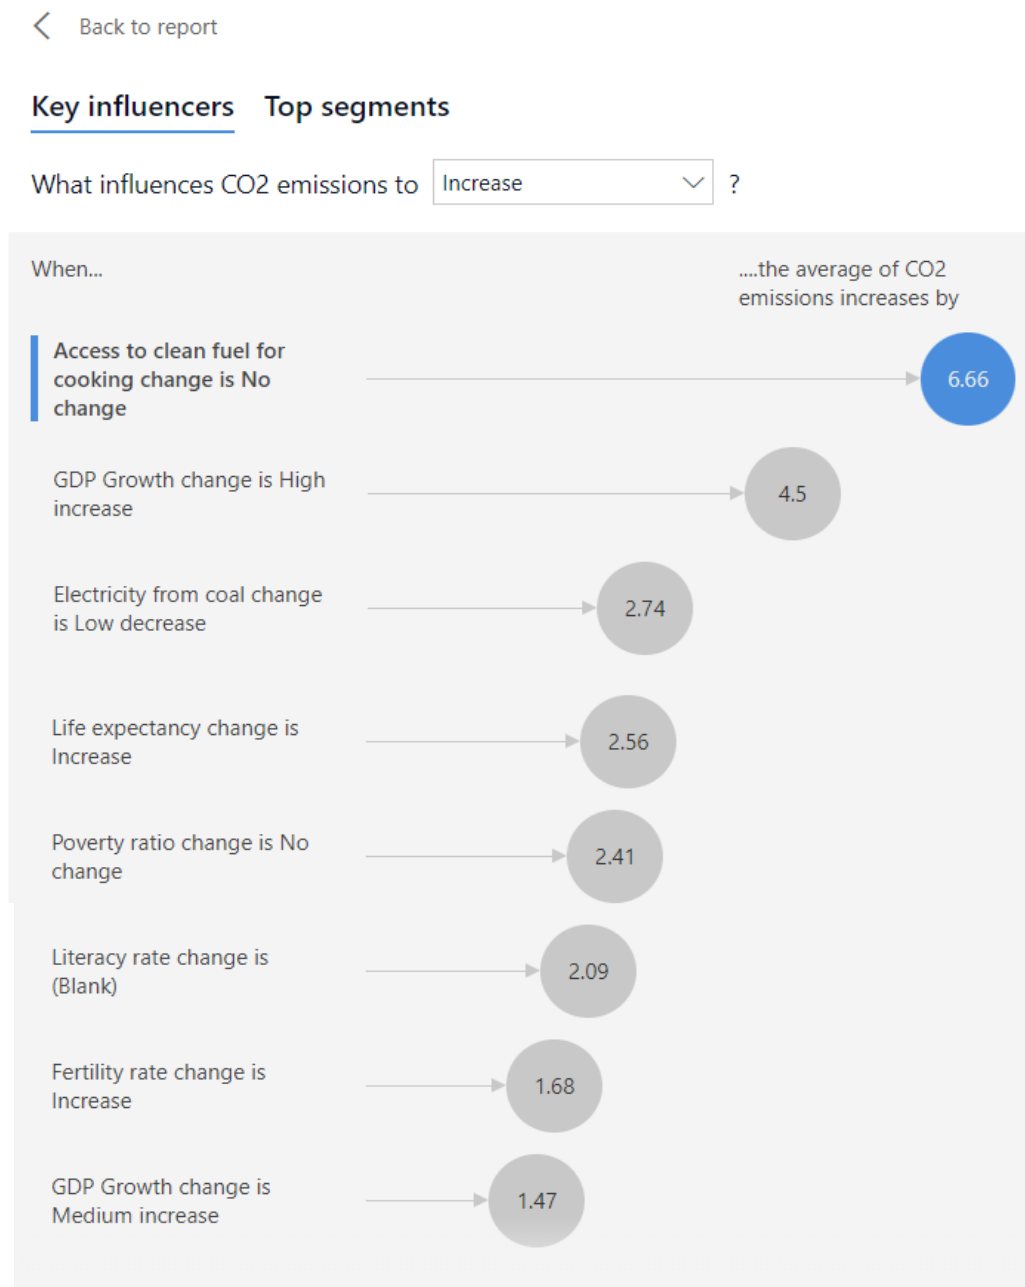 Back to report
Key influencers Top segments
What influences CO2 emissions to Increase ?
When...
....the average of CO2
emissions increases by
Access to clean fuel for
cooking change is No
change
6.66
GDP Growth change is High
increase
4.5
Electricity from coal change
is Low decrease
2.74
Life expectancy change is
Increase
2.56
Poverty ratio change is No
change
2.41
Literacy rate change is
(Blank)
2.09
Fertility rate change is
Increase
1.68
GDP Growth change is
Medium increase
1.47